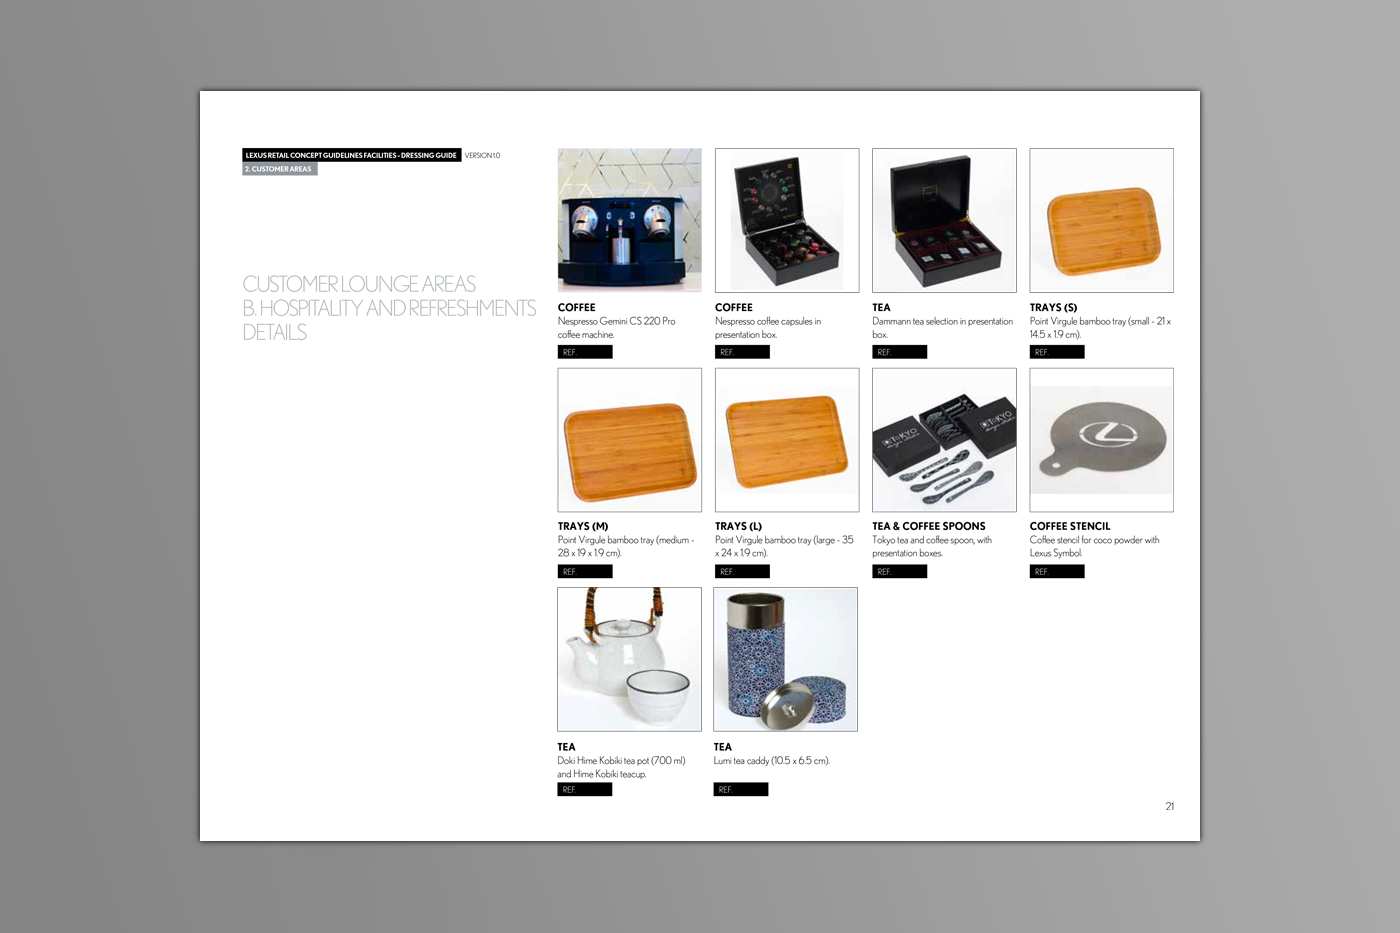 LEXUS RETAIL CONCEPT GUIDELINES FACILITIES - DRESSING GUIDE VERSION 1.0
2. CUSTOMER AREAS
CUSTOMER LOUNGE AREAS
B. HOSPITALITY AND REFRESHMENTS
DETAILS
COFFEE
Nespresso Gemini CS 220 Pro
coffee machine.
REF.
COFFEE
Nespresso coffee capsules in
presentation box.
REF.
TEA
Dammann tea selection in presentation
box.
REF.
TRAYS (S)
Point Virgule bamboo tray (small - 21 x
14.5 x 1.9 cm).
REF.
TRAYS (M)
Point Virgule bamboo tray (medium -
28 x 19 x 1.9 cm).
REF.
TRAYS (L)
Point Virgule bamboo tray (large - 35
x 24 x 1.9 cm).
REF.
TOKYO
TOKYO
TEA & COFFEE SPOONS
Tokyo tea and coffee spoon, with
presentation boxes.
REF.
COFFEE STENCIL
Coffee stencil for coco powder with
Lexus Symbol.
REF.
TEA
Doki Hime Kobiki tea pot (700 ml)
and Hime Kobiki teacup.
REF.
TEA
Lumi tea caddy (10.5 x 6.5 cm).
REF.
21